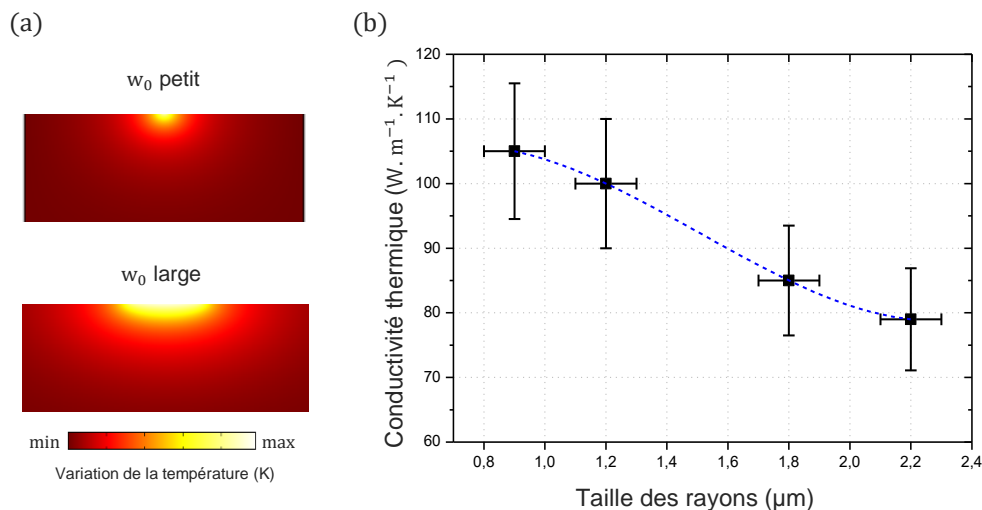 (a)
w₀ petit
w₀ large
min
max
Variation de la température (K)
(b)
Conductivité thermique (W. m⁻¹. K⁻¹ )
120
110
100
90
80
70
60
0,8 1,0 1,2 1,4 1,6 1,8 2,0 2,2 2,4
Taille des rayons (µm)